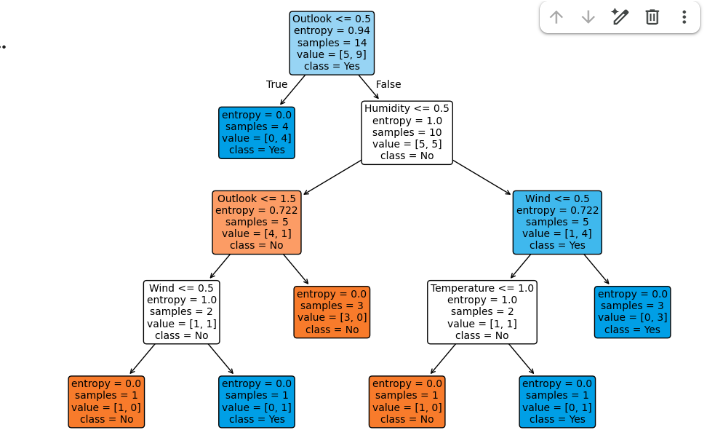 Outlook <= 0.5
entropy = 0.94
samples = 14
value = [5, 9]
class = Yes
True
False
entropy = 0.0
samples = 4
value = [0, 4]
class = Yes
Humidity <= 0.5
entropy = 1.0
samples = 10
value = [5, 5]
class = No
Outlook <= 1.5
entropy = 0.722
samples = 5
value = [4, 1]
class = No
Wind <= 0.5
entropy = 0.722
samples = 5
value = [1, 4]
class = Yes
Wind <= 0.5
entropy = 1.0
samples = 2
value = [1, 1]
class = No
entropy = 0.0
samples = 3
value = [3, 0]
class = No
Temperature <= 1.0
entropy = 1.0
samples = 2
value = [1, 1]
class = No
entropy = 0.0
samples = 3
value = [0, 3]
class = Yes
entropy = 0.0
samples = 1
value = [1, 0]
class = No
entropy = 0.0
samples = 1
value = [0, 1]
class = Yes
entropy = 0.0
samples = 1
value = [1, 0]
class = No
entropy = 0.0
samples = 1
value = [0, 1]
class = Yes